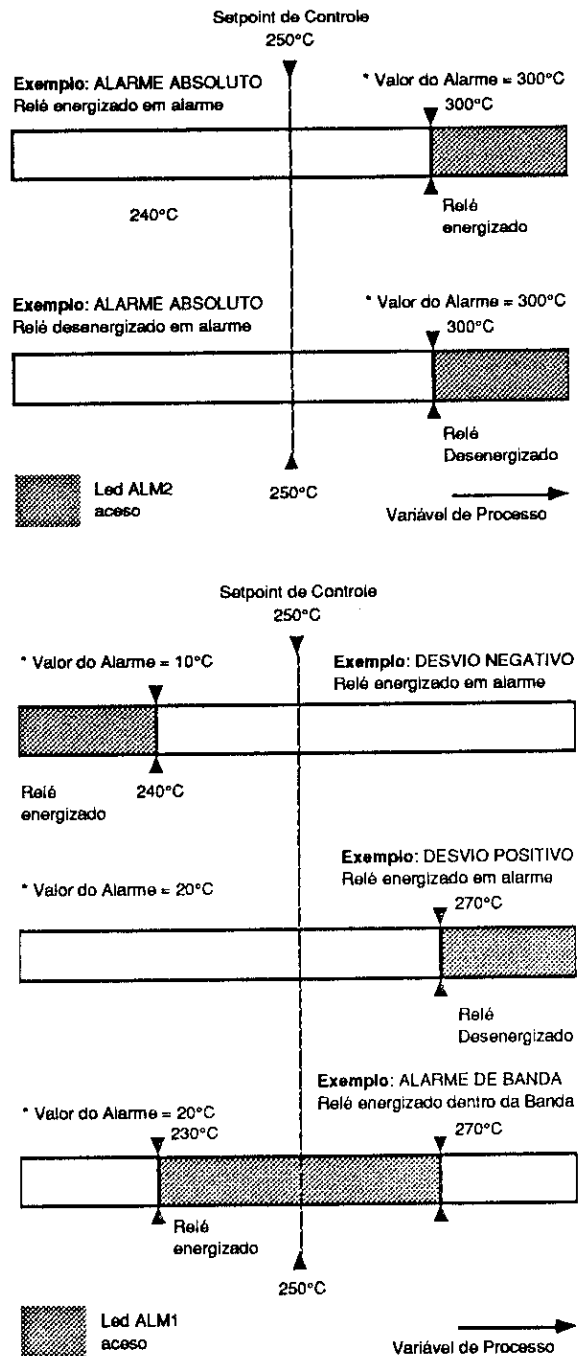 Setpoint de Controle
250°C
Exemplo: ALARME ABSOLUTO
Relé energizado em alarme
* Valor do Alarme = 300°C
300°C
240°C
Relé
energizado
Exemplo: ALARME ABSOLUTO
Relé desenergizado em alarme
* Valor do Alarme = 300°C
300°C
Relé
Desenergizado
Led ALM2
aceso
250°C
Variável de Processo
Setpoint de Controle
250°C
* Valor do Alarme = 10°C
Exemplo: DESVIO NEGATIVO
Relé energizado em alarme
Relé
energizado
240°C
Exemplo: DESVIO POSITIVO
Relé energizado em alarme
* Valor do Alarme = 20°C
270°C
Relé
Desenergizado
Exemplo: ALARME DE BANDA
Relé energizado dentro da Banda
* Valor do Alarme = 20°C
230°C
270°C
Relé
energizado
250°C
Led ALM1
aceso
Variável de Processo